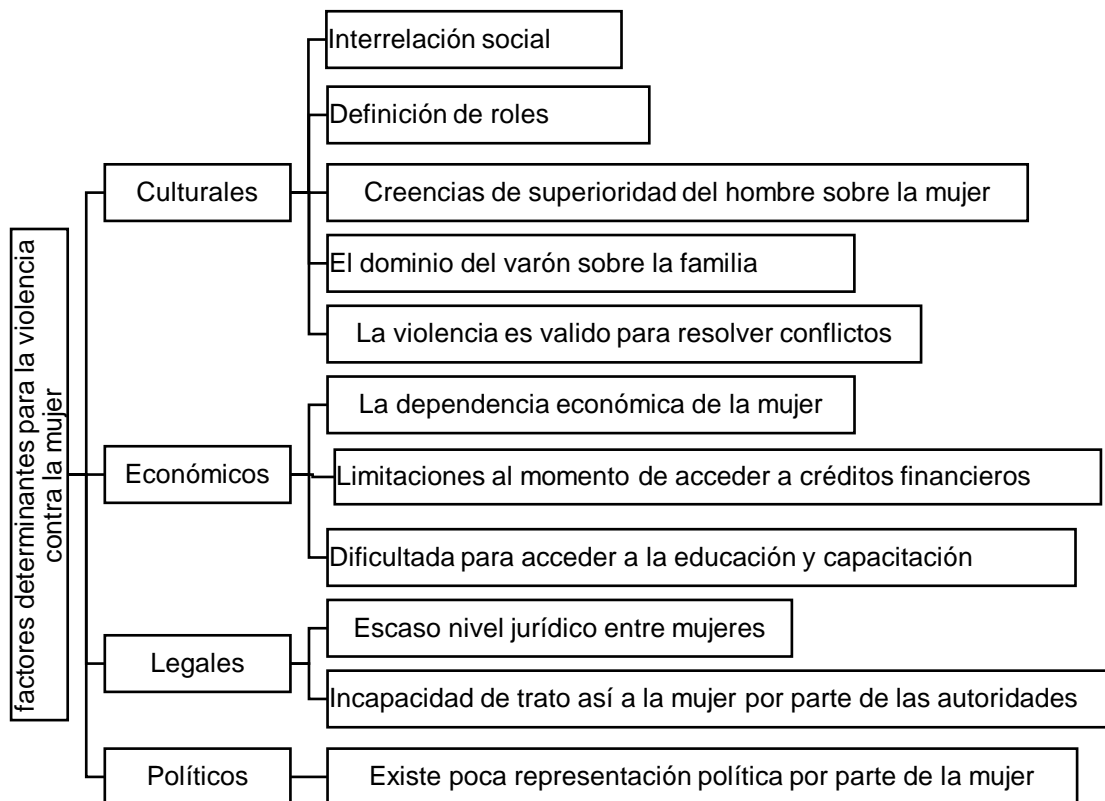 factores determinantes para la violencia
contra la mujer
Culturales
Interrelación social
Definición de roles
Creencias de superioridad del hombre sobre la mujer
El dominio del varón sobre la familia
La violencia es valido para resolver conflictos
Económicos
La dependencia económica de la mujer
Limitaciones al momento de acceder a créditos financieros
Dificultada para acceder a la educación y capacitación
Legales
Escaso nivel jurídico entre mujeres
Incapacidad de trato así a la mujer por parte de las autoridades
Políticos
Existe poca representación política por parte de la mujer